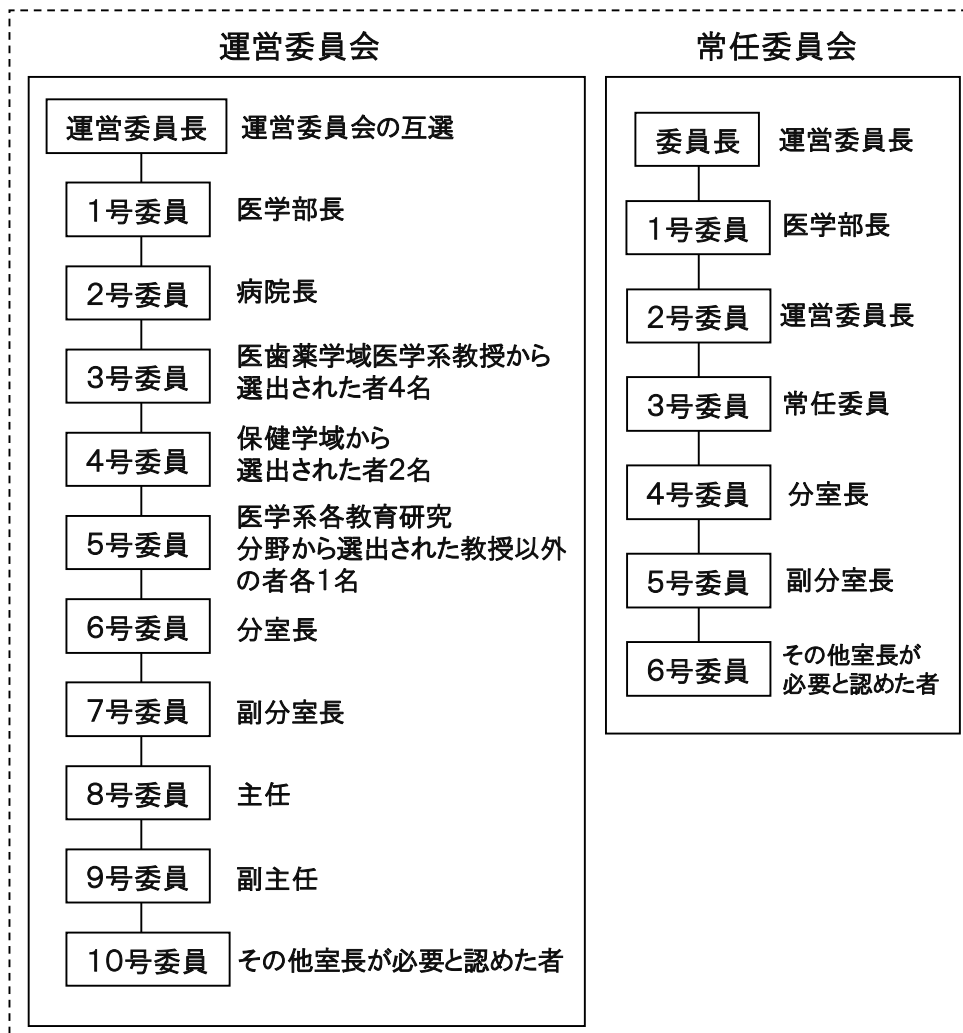 運営委員会
運営委員長
運営委員会の互選
1号委員
医学部長
2号委員
病院長
3号委員
医歯薬学域医学系教授から
選出された者4名
4号委員
保健学域から
選出された者2名
5号委員
医学系各教育研究
分野から選出された教授以外
の者各1名
6号委員
分室長
7号委員
副分室長
8号委員
主任
9号委員
副主任
10号委員
その他室長が必要と認めた者
常任委員会
委員長
運営委員長
1号委員
医学部長
2号委員
運営委員長
3号委員
常任委員
4号委員
分室長
5号委員
副分室長
6号委員
その他室長が
必要と認めた者